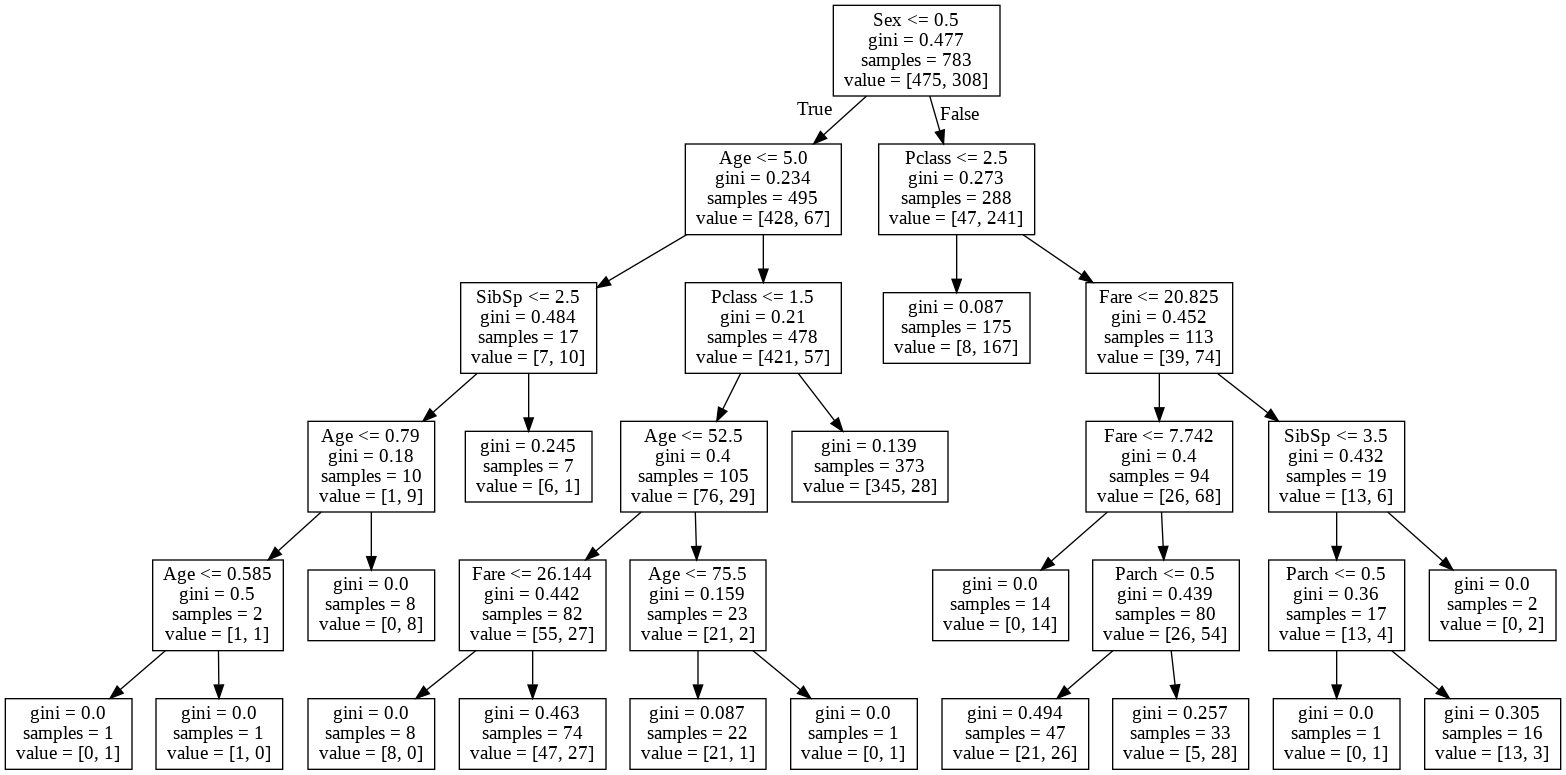 Sex <= 0.5
gini = 0.477
samples = 783
value = [475, 308]
True
False
Age <= 5.0
gini = 0.234
samples = 495
value = [428, 67]
Pclass <= 2.5
gini = 0.273
samples = 288
value = [47, 241]
SibSp <= 2.5
gini = 0.484
samples = 17
value = [7, 10]
Pclass <= 1.5
gini = 0.21
samples = 478
value = [421, 57]
gini = 0.087
samples = 175
value = [8, 167]
Fare <= 20.825
gini = 0.452
samples = 113
value = [39, 74]
Age <= 0.79
gini = 0.18
samples = 10
value = [1, 9]
gini = 0.245
samples = 7
value = [6, 1]
Age <= 52.5
gini = 0.4
samples = 105
value = [76, 29]
gini = 0.139
samples = 373
value = [345, 28]
Fare <= 7.742
gini = 0.4
samples = 94
value = [26, 68]
SibSp <= 3.5
gini = 0.432
samples = 19
value = [13, 6]
Age <= 0.585
gini = 0.5
samples = 2
value = [1, 1]
gini = 0.0
samples = 8
value = [0, 8]
Fare <= 26.144
gini = 0.442
samples = 82
value = [55, 27]
Age <= 75.5
gini = 0.159
samples = 23
value = [21, 2]
gini = 0.0
samples = 14
value = [0, 14]
Parch <= 0.5
gini = 0.439
samples = 80
value = [26, 54]
Parch <= 0.5
gini = 0.36
samples = 17
value = [13, 4]
gini = 0.0
samples = 2
value = [0, 2]
gini = 0.0
samples = 1
value = [0, 1]
gini = 0.0
samples = 1
value = [1, 0]
gini = 0.0
samples = 8
value = [8, 0]
gini = 0.463
samples = 74
value = [47, 27]
gini = 0.087
samples = 22
value = [21, 1]
gini = 0.0
samples = 1
value = [0, 1]
gini = 0.494
samples = 47
value = [21, 26]
gini = 0.257
samples = 33
value = [5, 28]
gini = 0.0
samples = 1
value = [0, 1]
gini = 0.305
samples = 16
value = [13, 3]